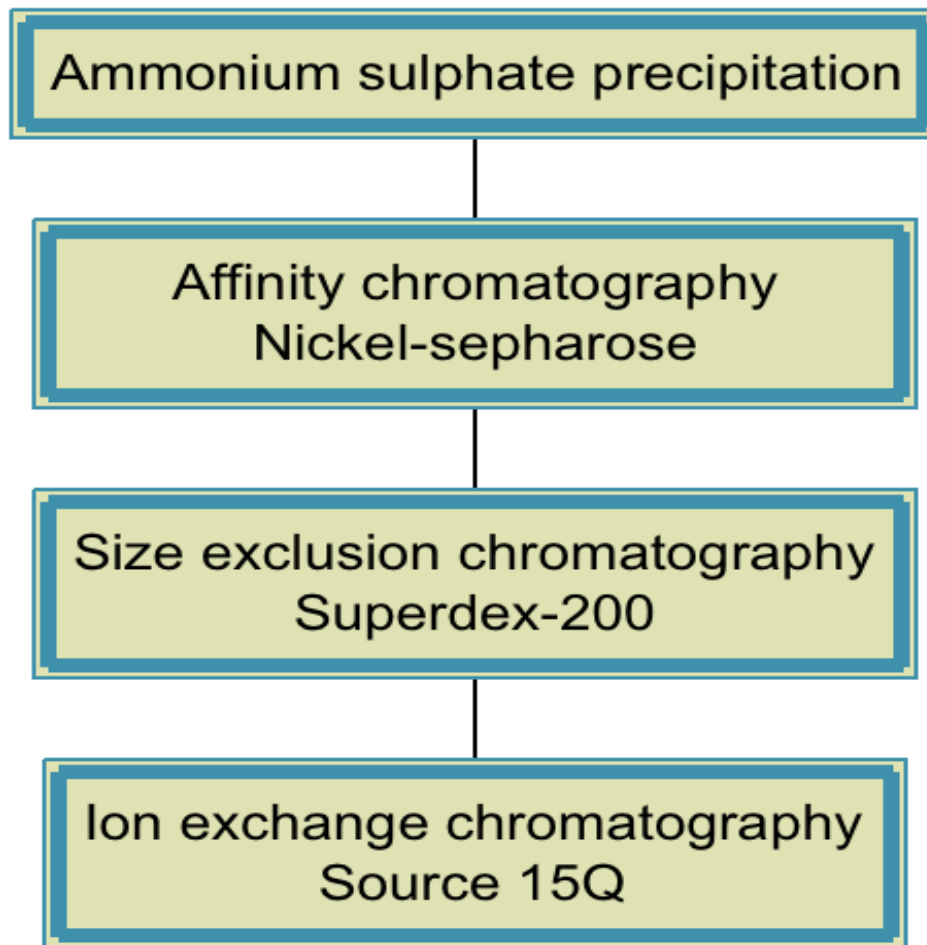 Ammonium sulphate precipitation
Affinity chromatography
Nickel-sepharose
Size exclusion chromatography
Superdex-200
Ion exchange chromatography
Source 15Q